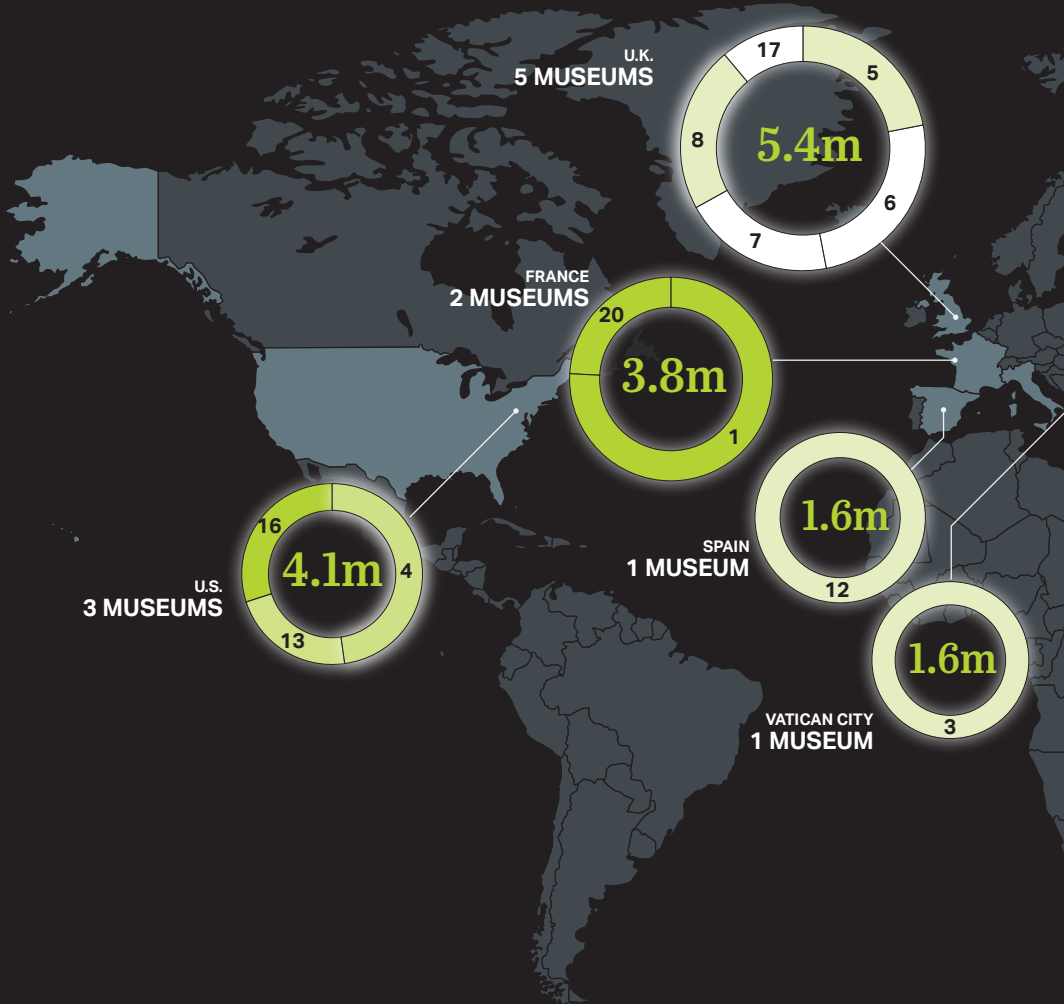 U.K.
5 MUSEUMS
17
5
8
5.4m
6
7
FRANCE
2 MUSEUMS
20
3.8m
1
U.S.
3 MUSEUMS
16
4.1m
4
13
SPAIN
1 MUSEUM
1.6m
12
VATICAN CITY
1 MUSEUM
1.6m
3